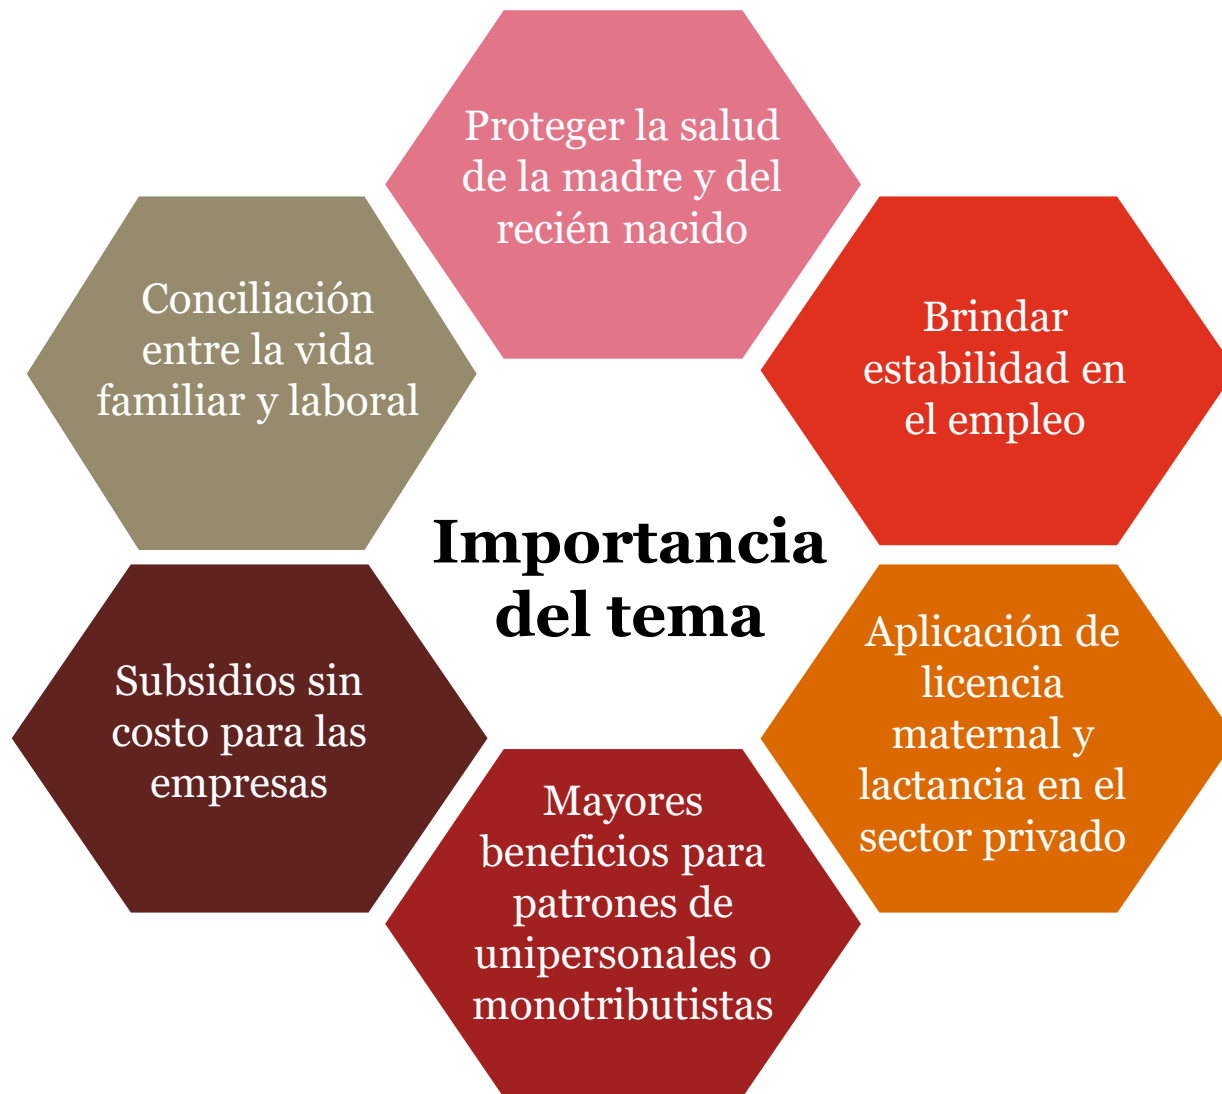 Proteger la salud
de la madre y del
recién nacido
Brindar
estabilidad en
el empleo
Aplicación de
licencia
maternal y
lactancia en el
sector privado
Mayores
beneficios para
patrones de
unipersonales o
monotributistas
Subsidios sin
costo para las
empresas
Conciliación
entre la vida
familiar y laboral
Importancia
del tema